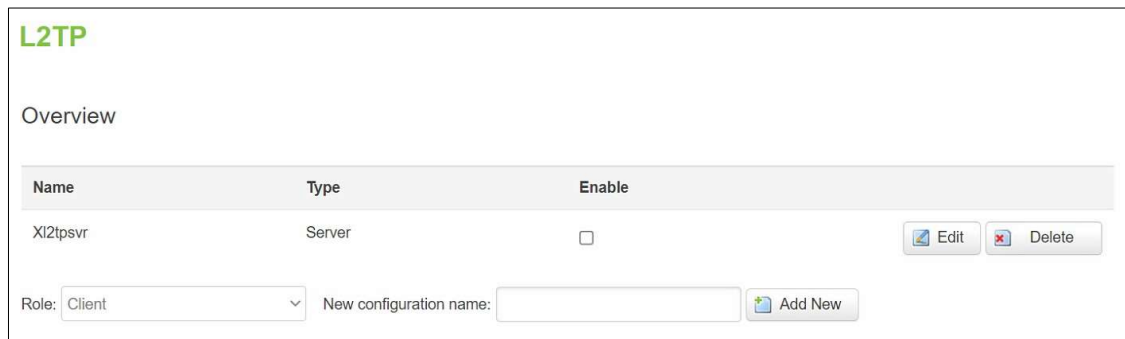 L2TP
Overview
Name Type Enable
Xl2tpsvr Server Edit Delete
Role: Client New configuration name: Add New